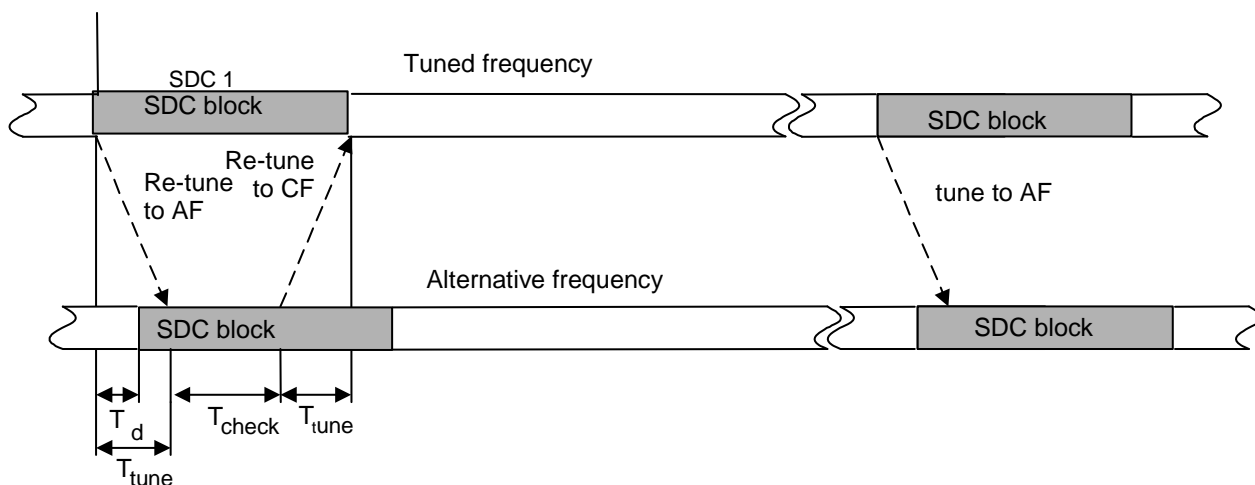 Tuned frequency
SDC 1
SDC block
SDC block
Re-tune
to AF
Re-tune
to CF
tune to AF
Alternative frequency
SDC block
SDC block
T d
T check
T tune
T tune